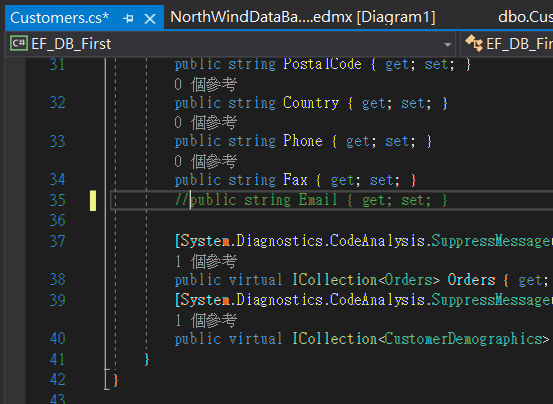 Customers.cs*
NorthWindDataBa....edmx [Diagram1]
dbo.Cus
C# EF_DB_First
EF_DB_Fir
31 public string PostalCode { get; set; }
0 個參考
32 public string Country { get; set; }
0 個參考
33 public string Phone { get; set; }
0 個參考
34 public string Fax { get; set; }
35 //public string Email { get; set; }
36
37 [System.Diagnostics.CodeAnalysis.SuppressMessage(
1 個參考
38 public virtual ICollection<Orders> Orders { get;
39 [System.Diagnostics.CodeAnalysis.SuppressMessage(
1 個參考
40 public virtual ICollection<CustomerDemographics>
41 }
42 }
43